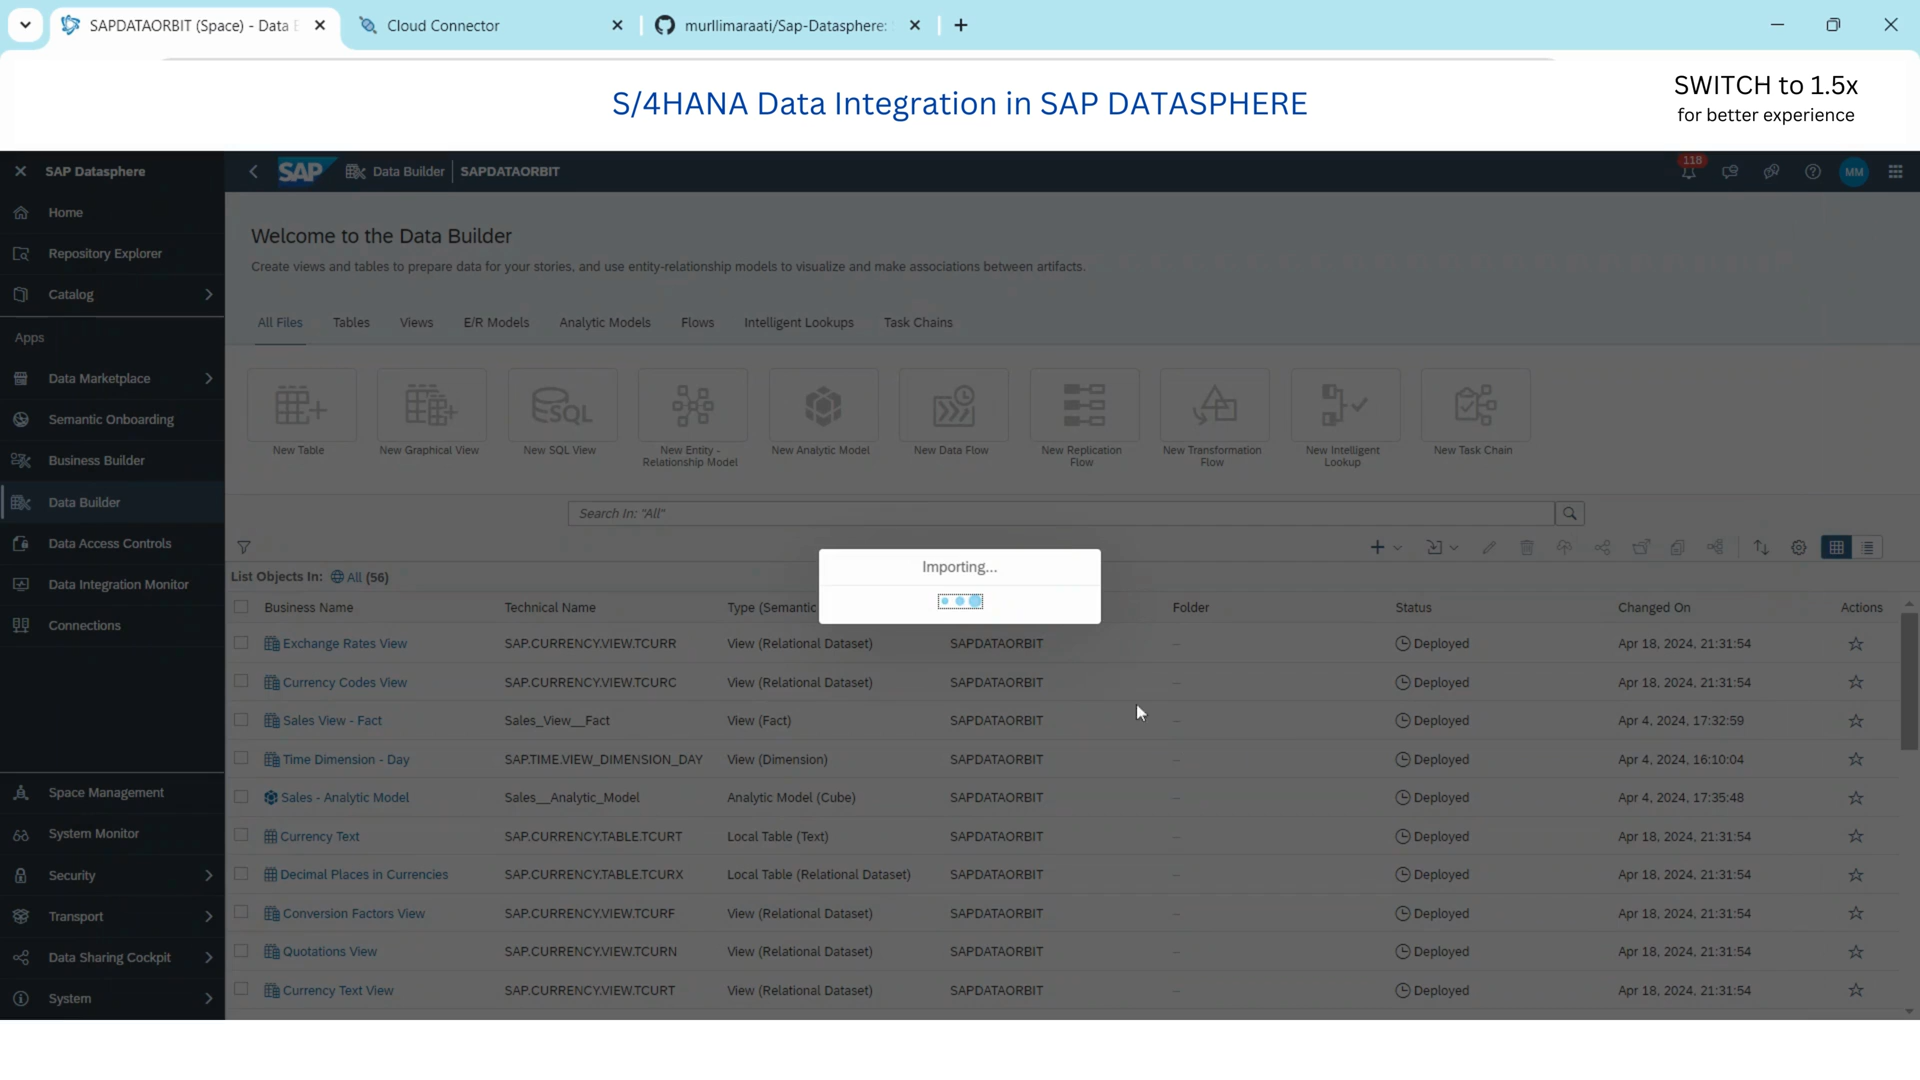 SAPDATAORBIT (Space) - Data
Cloud Connector
murllimaraati/Sap-Datasphere:
S/4HANA Data Integration in SAP DATASPHERE
SWITCH to 1.5x
for better experience
SAP Datasphere
SAP
Data Builder
SAPDATAORBIT
118
MM
Home
Repository Explorer
Catalog
Apps
Data Marketplace
Semantic Onboarding
Business Builder
Data Builder
Data Access Controls
Data Integration Monitor
Connections
Space Management
System Monitor
Security
Transport
Data Sharing Cockpit
System
Welcome to the Data Builder
Create views and tables to prepare data for your stories, and use entity-relationship models to visualize and make associations between artifacts.
All Files Tables Views E/R Models Analytic Models Flows Intelligent Lookups Task Chains
SQL
New Table New Graphical View New SQL View New Entity - New Analytic Model New Data Flow New Replication New Transformation New Intelligent New Task Chain
Relationship Model Flow Flow Lookup
Search In: "All"
List Objects In: All (56)
Importing...
Business Name Technical Name Type (Semantic Folder Status Changed On Actions
Exchange Rates View SAP.CURRENCY.VIEW.TCURR View (Relational Dataset) SAPDATAORBIT – Deployed Apr 18, 2024, 21:31:54
Currency Codes View SAP.CURRENCY.VIEW.TCURC View (Relational Dataset) SAPDATAORBIT – Deployed Apr 18, 2024, 21:31:54
Sales View - Fact Sales_View__Fact View (Fact) SAPDATAORBIT – Deployed Apr 4, 2024, 17:32:59
Time Dimension - Day SAP.TIME.VIEW_DIMENSION_DAY View (Dimension) SAPDATAORBIT – Deployed Apr 4, 2024, 16:10:04
Sales - Analytic Model Sales__Analytic_Model Analytic Model (Cube) SAPDATAORBIT – Deployed Apr 4, 2024, 17:35:48
Currency Text SAP.CURRENCY.TABLE.TCURT Local Table (Text) SAPDATAORBIT – Deployed Apr 18, 2024, 21:31:54
Decimal Places in Currencies SAP.CURRENCY.TABLE.TCURX Local Table (Relational Dataset) SAPDATAORBIT – Deployed Apr 18, 2024, 21:31:54
Conversion Factors View SAP.CURRENCY.VIEW.TCURF View (Relational Dataset) SAPDATAORBIT – Deployed Apr 18, 2024, 21:31:54
Quotations View SAP.CURRENCY.VIEW.TCURN View (Relational Dataset) SAPDATAORBIT – Deployed Apr 18, 2024, 21:31:54
Currency Text View SAP.CURRENCY.VIEW.TCURT View (Relational Dataset) SAPDATAORBIT – Deployed Apr 18, 2024, 21:31:54